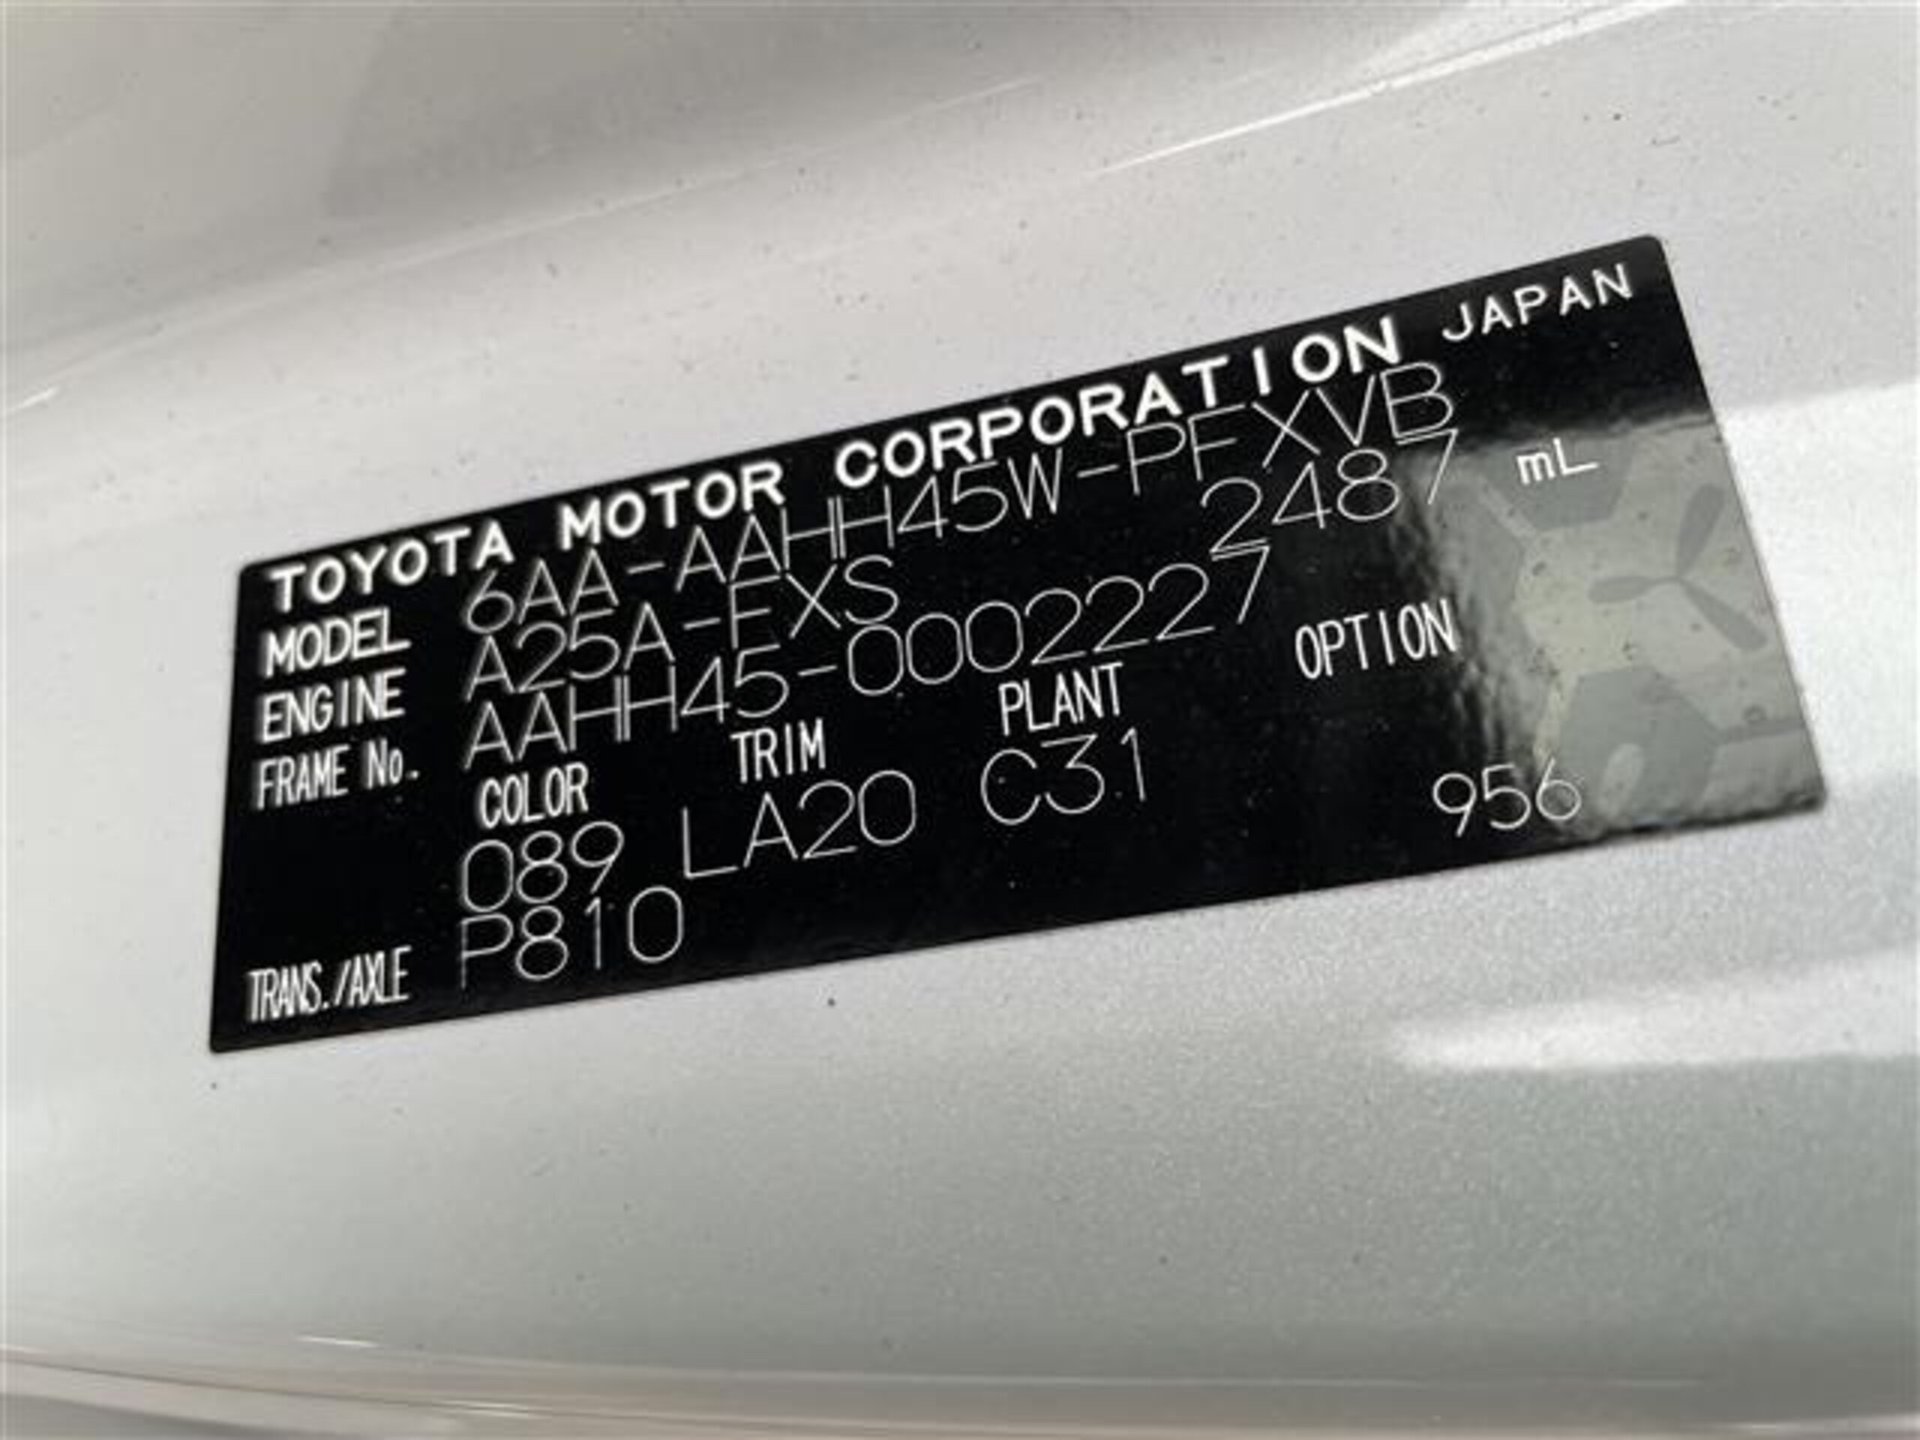 TOYOTA MOTOR CORPORATION JAPAN
MODEL 6AA-AAHH45W-PFXVB
ENGINE A25A-FXS 2487 mL
FRAME No. AAHH45-0002227
COLOR TRIM PLANT OPTION
089 LA20 C31 956
TRANS./AXLE P810